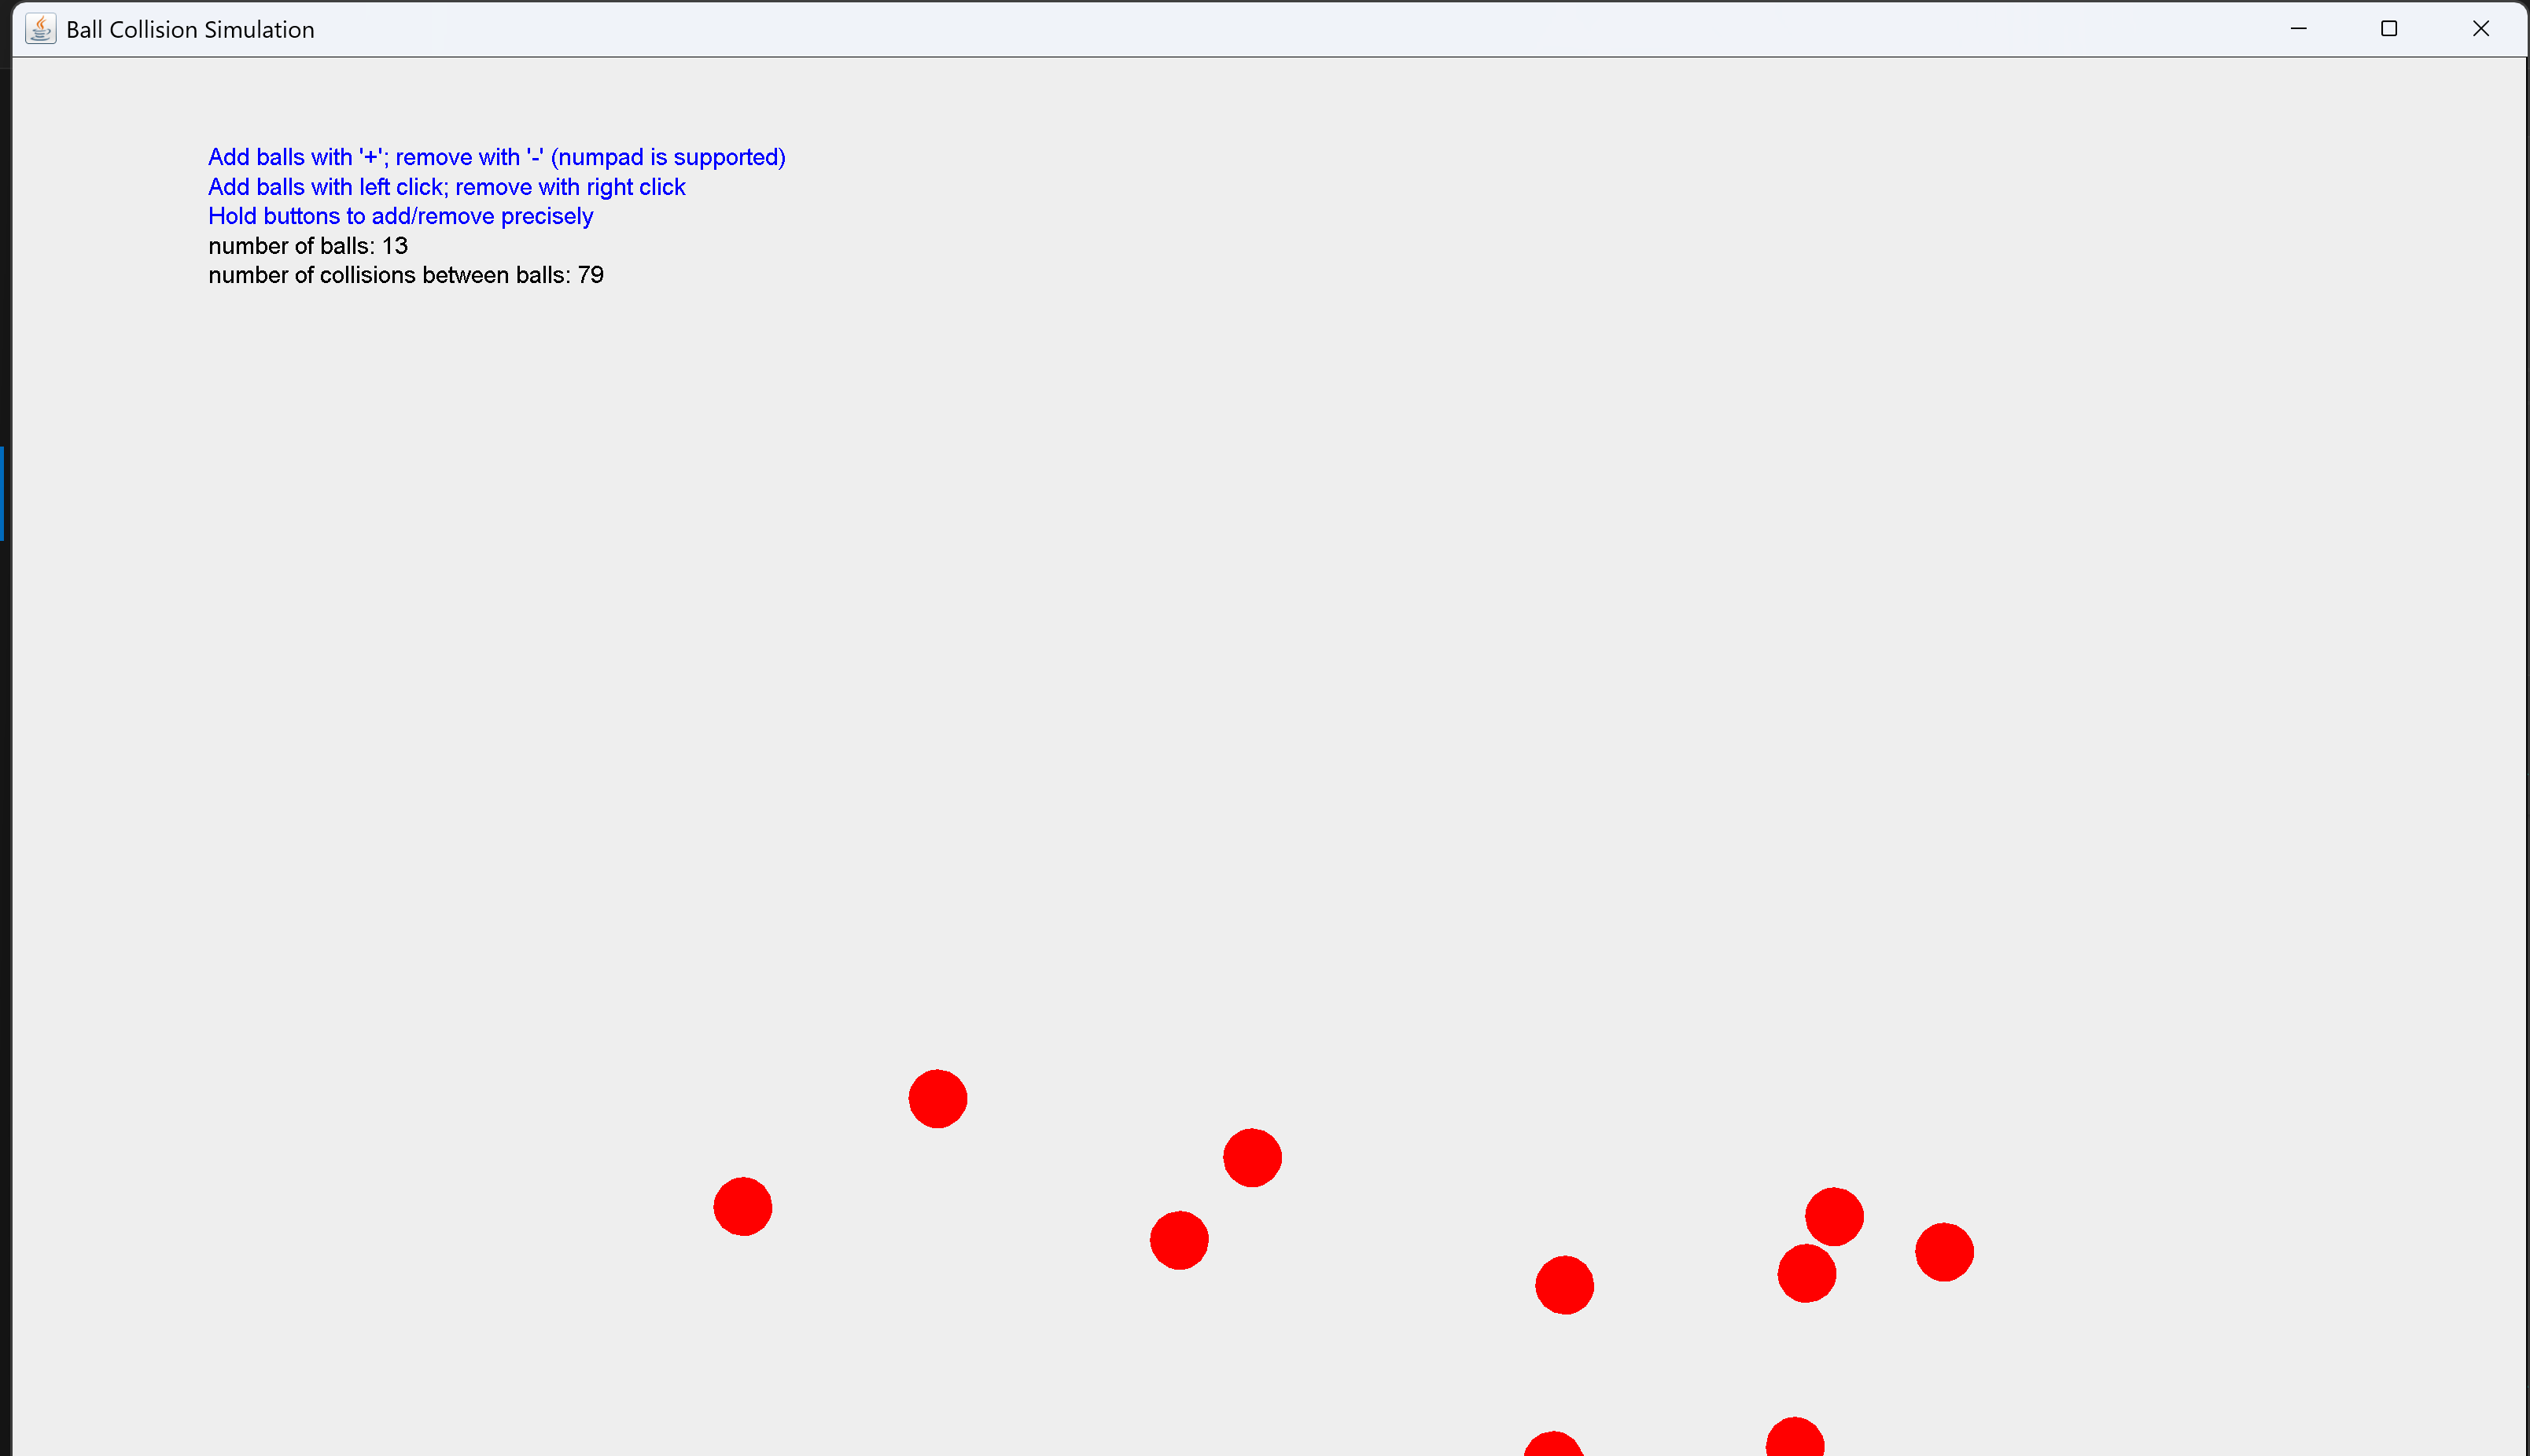 Ball Collision Simulation
Add balls with '+'; remove with '-' (numpad is supported)
Add balls with left click; remove with right click
Hold buttons to add/remove precisely
number of balls: 13
number of collisions between balls: 79